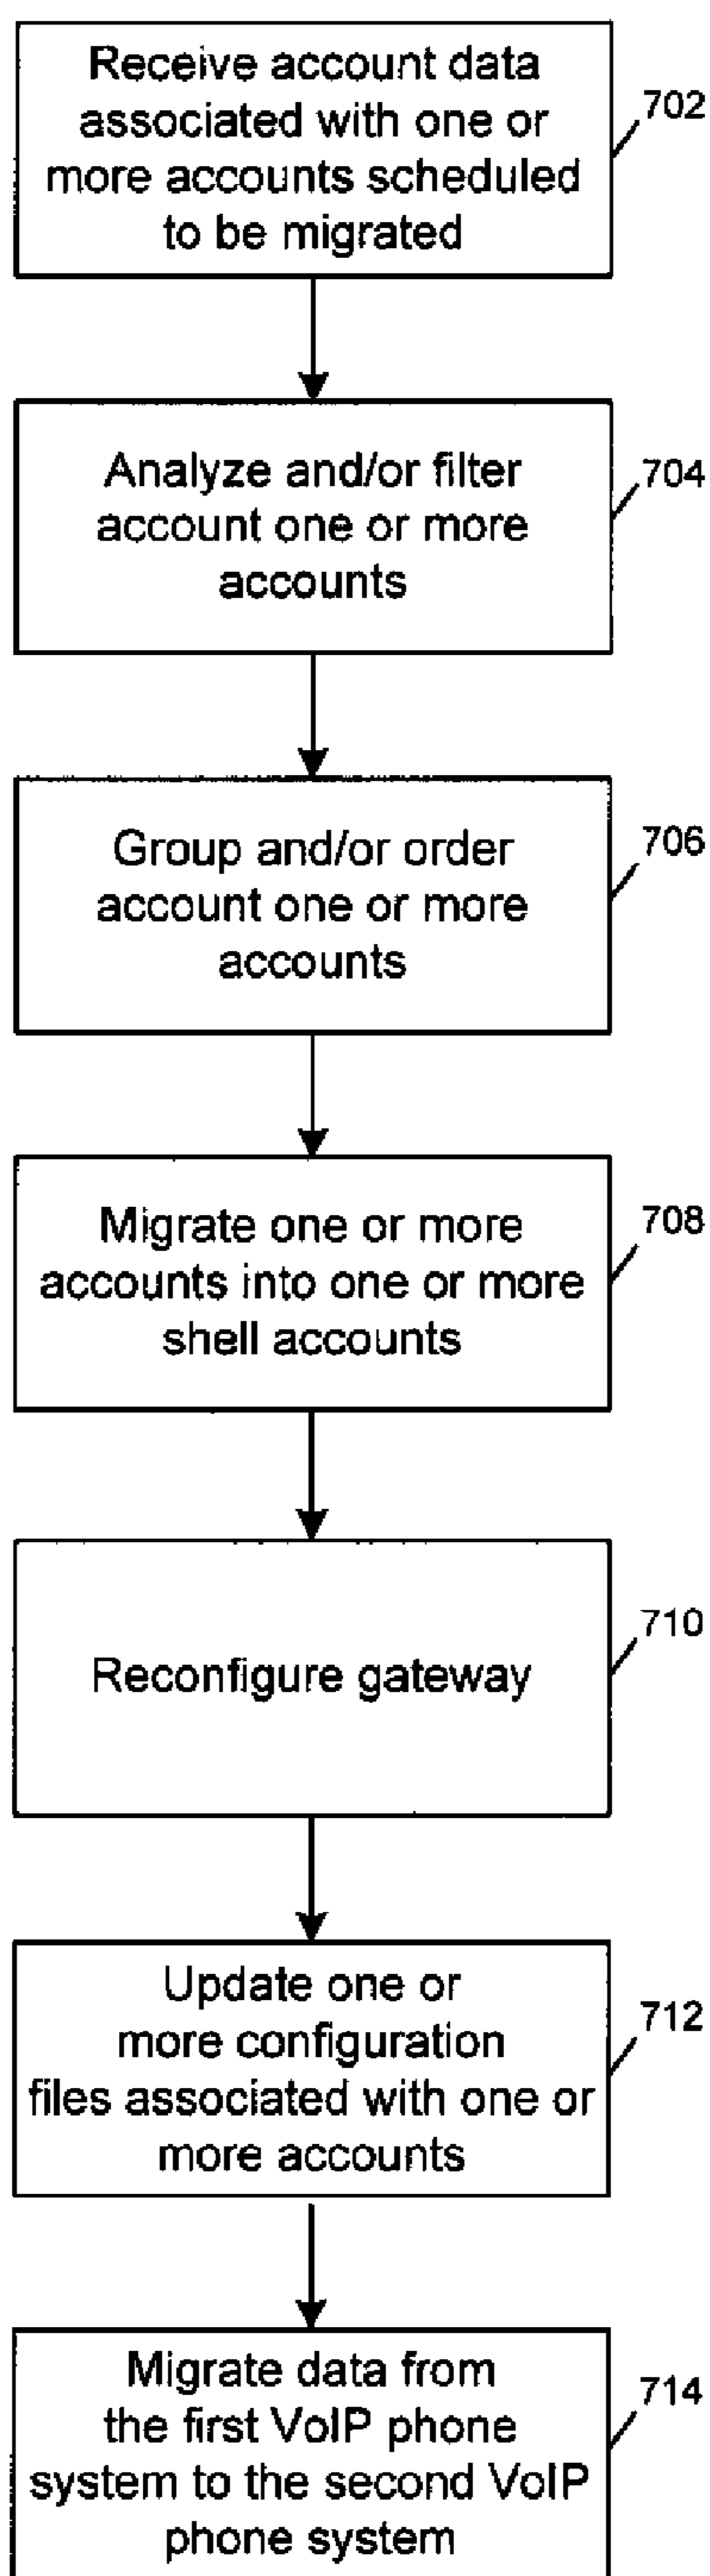 Receive account data
associated with one or
more accounts scheduled
to be migrated
702
Analyze and/or filter
account one or more
accounts
704
Group and/or order
account one or more
accounts
706
Migrate one or more
accounts into one or more
shell accounts
708
Reconfigure gateway
710
Update one or
more configuration
files associated with one or
more accounts
712
Migrate data from
the first VoIP phone
system to the second VoIP
phone system
714